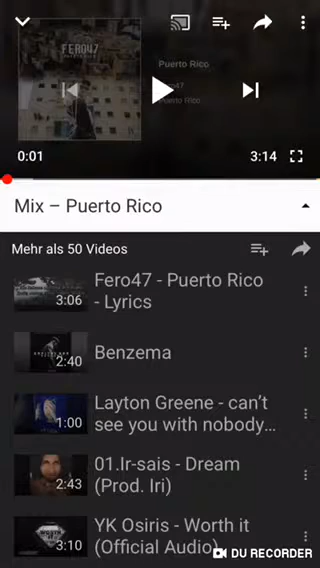 FERO47
PUERTO RICO
Puerto Rico
Fero47
Puerto Rico
0:01
3:14
Mix – Puerto Rico
Mehr als 50 Videos
Fero47 - Puerto Rico
- Lyrics
3:06
Benzema
2:40
Layton Greene - can't
see you with nobody…
1:00
01.Ir-sais - Dream
(Prod. Iri)
2:43
YK Osiris - Worth it
(Official Audio)
3:10
DU RECORDER